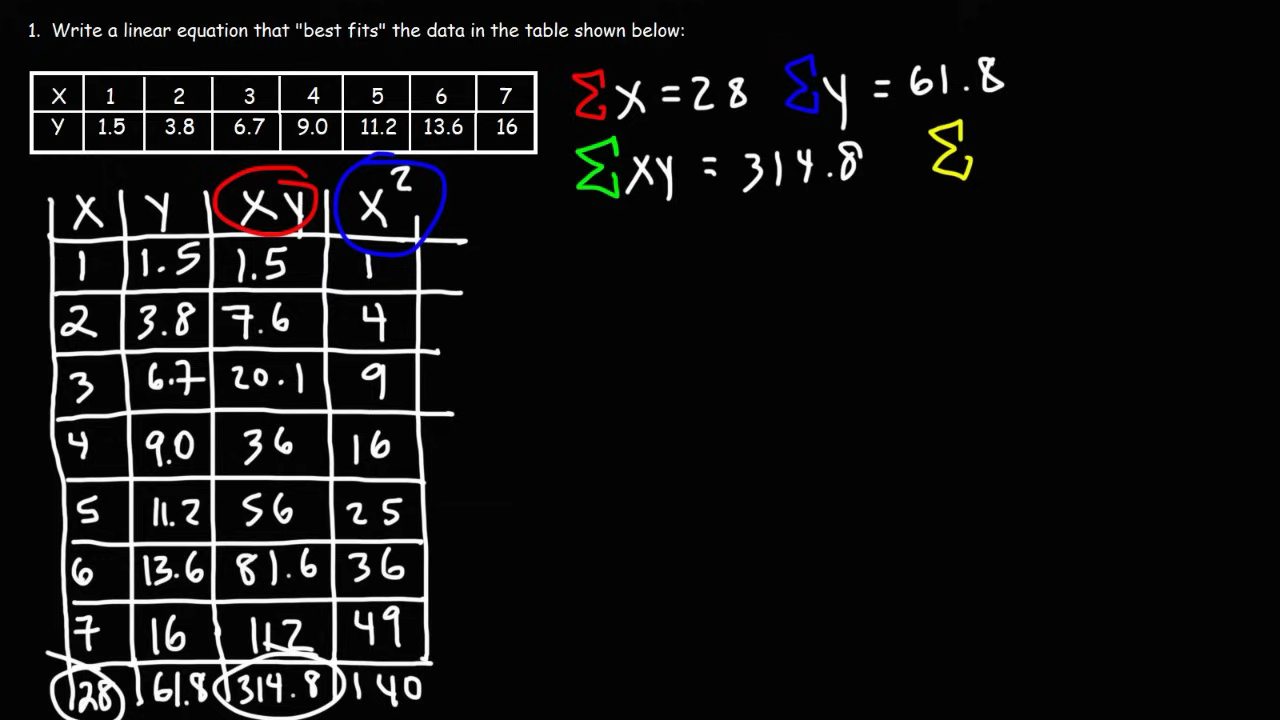 1. Write a linear equation that "best fits" the data in the table shown below:
X 1 2 3 4 5 6 7
Y 1.5 3.8 6.7 9.0 11.2 13.6 16
Σx = 28 Σy = 61.8
Σxy = 314.8 Σ
X Y XY X²
1 1.5 1.5 1
2 3.8 7.6 4
3 6.7 20.1 9
4 9.0 36 16
5 11.2 56 25
6 13.6 81.6 36
7 16 112 49
28 61.8 314.8 140